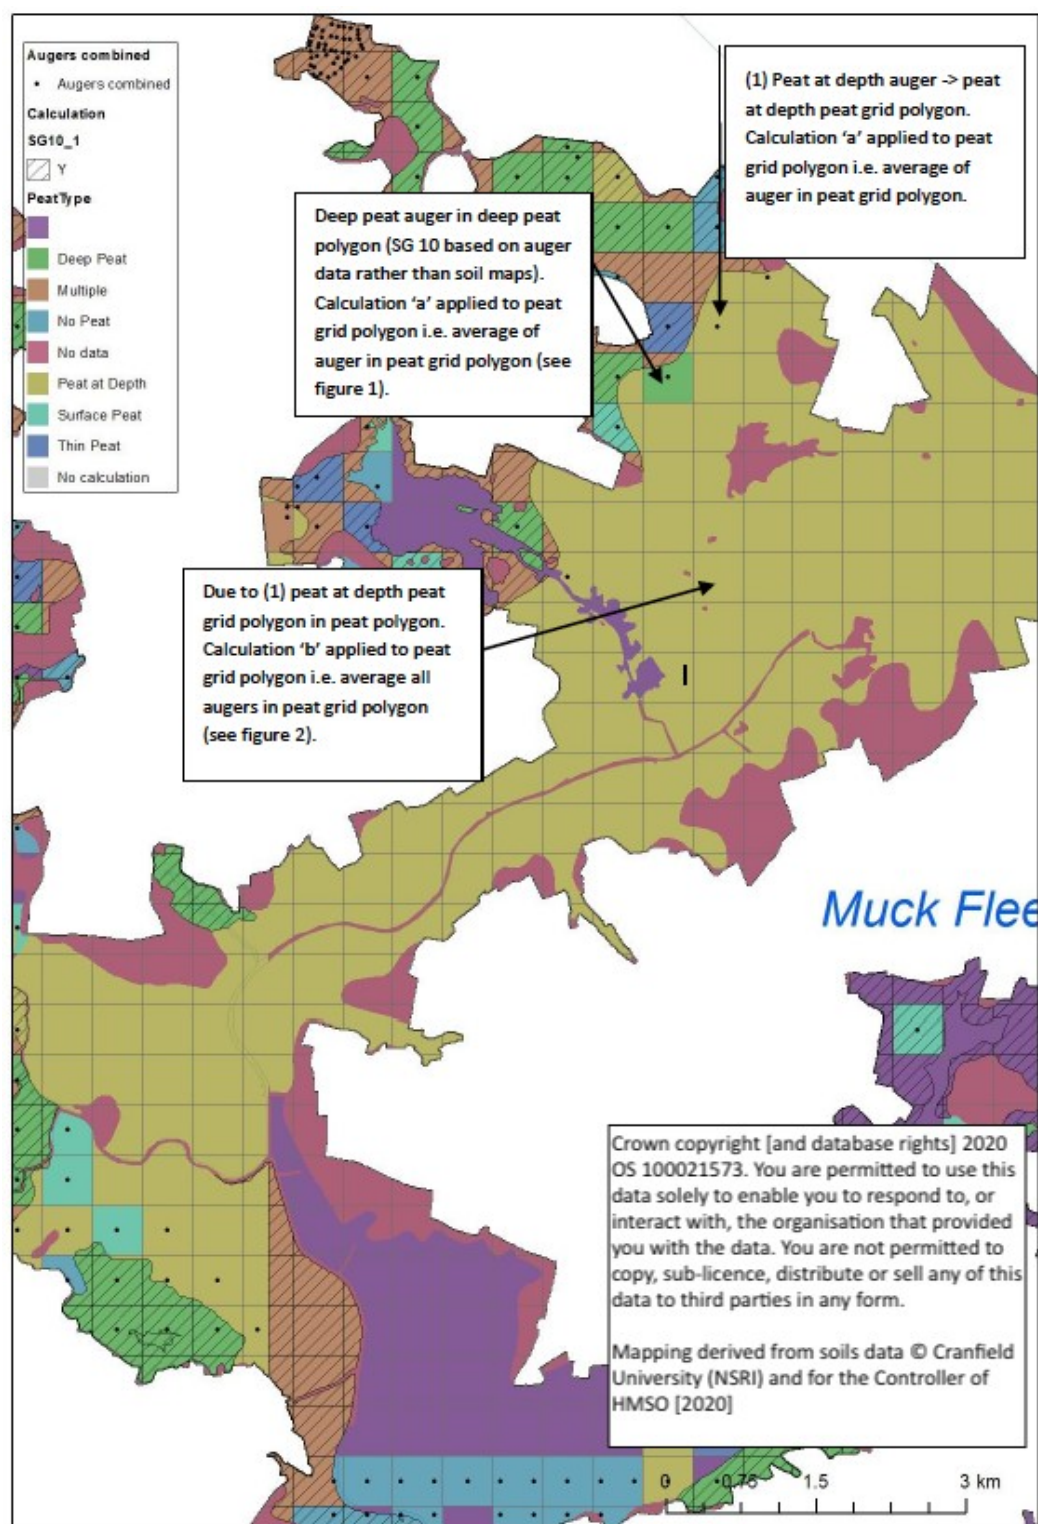 Augers combined
Augers combined
Calculation
SG10_1
Y
PeatType
Deep Peat
Multiple
No Peat
No data
Peat at Depth
Surface Peat
Thin Peat
No calculation
(1) Peat at depth auger -> peat
at depth peat grid polygon.
Calculation ‘a’ applied to peat
grid polygon i.e. average of
auger in peat grid polygon.
Deep peat auger in deep peat
polygon (SG 10 based on auger
data rather than soil maps).
Calculation ‘a’ applied to peat
grid polygon i.e. average of
auger in peat grid polygon (see
figure 1).
Due to (1) peat at depth peat
grid polygon in peat polygon.
Calculation ‘b’ applied to peat
grid polygon i.e. average all
augers in peat grid polygon
(see figure 2).
Muck Flee
Crown copyright [and database rights] 2020
OS 100021573. You are permitted to use this
data solely to enable you to respond to, or
interact with, the organisation that provided
you with the data. You are not permitted to
copy, sub-licence, distribute or sell any of this
data to third parties in any form.
Mapping derived from soils data © Cranfield
University (NSRI) and for the Controller of
HMSO [2020]
0 0.75 1.5 3 km